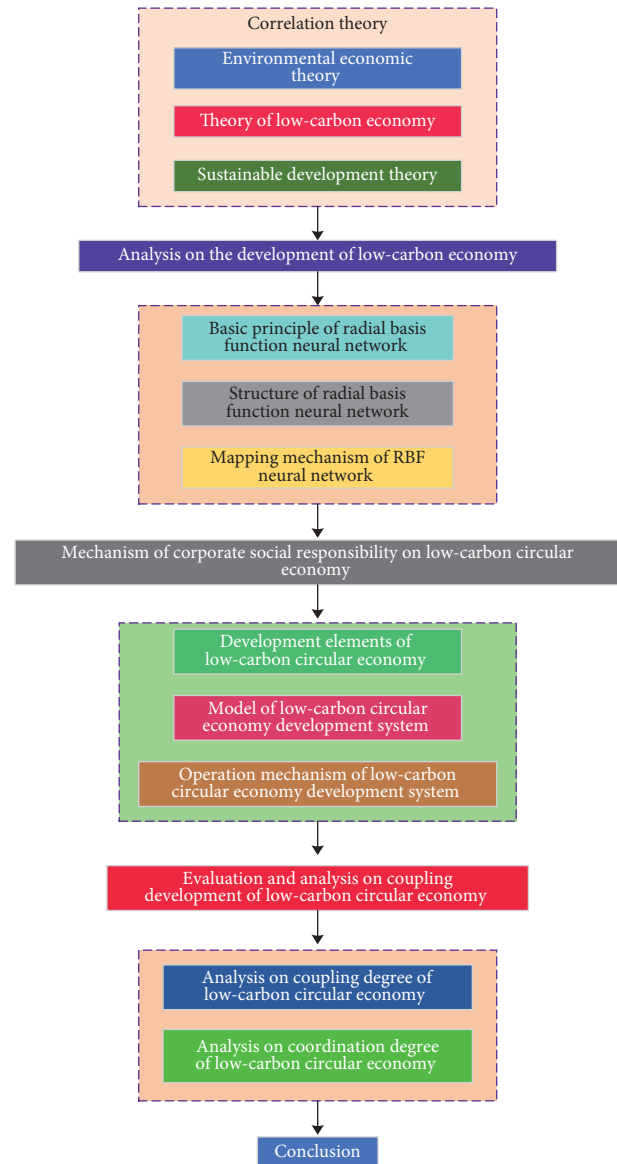 Correlation theory
Environmental economic
theory
Theory of low-carbon economy
Sustainable development theory
Analysis on the development of low-carbon economy
Basic principle of radial basis
function neural network
Structure of radial basis
function neural network
Mapping mechanism of RBF
neural network
Mechanism of corporate social responsibility on low-carbon circular
economy
Development elements of
low-carbon circular economy
Model of low-carbon circular
economy development system
Operation mechanism of low-carbon
circular economy development system
Evaluation and analysis on coupling
development of low-carbon circular economy
Analysis on coupling degree of
low-carbon circular economy
Analysis on coordination degree
of low-carbon circular economy
Conclusion